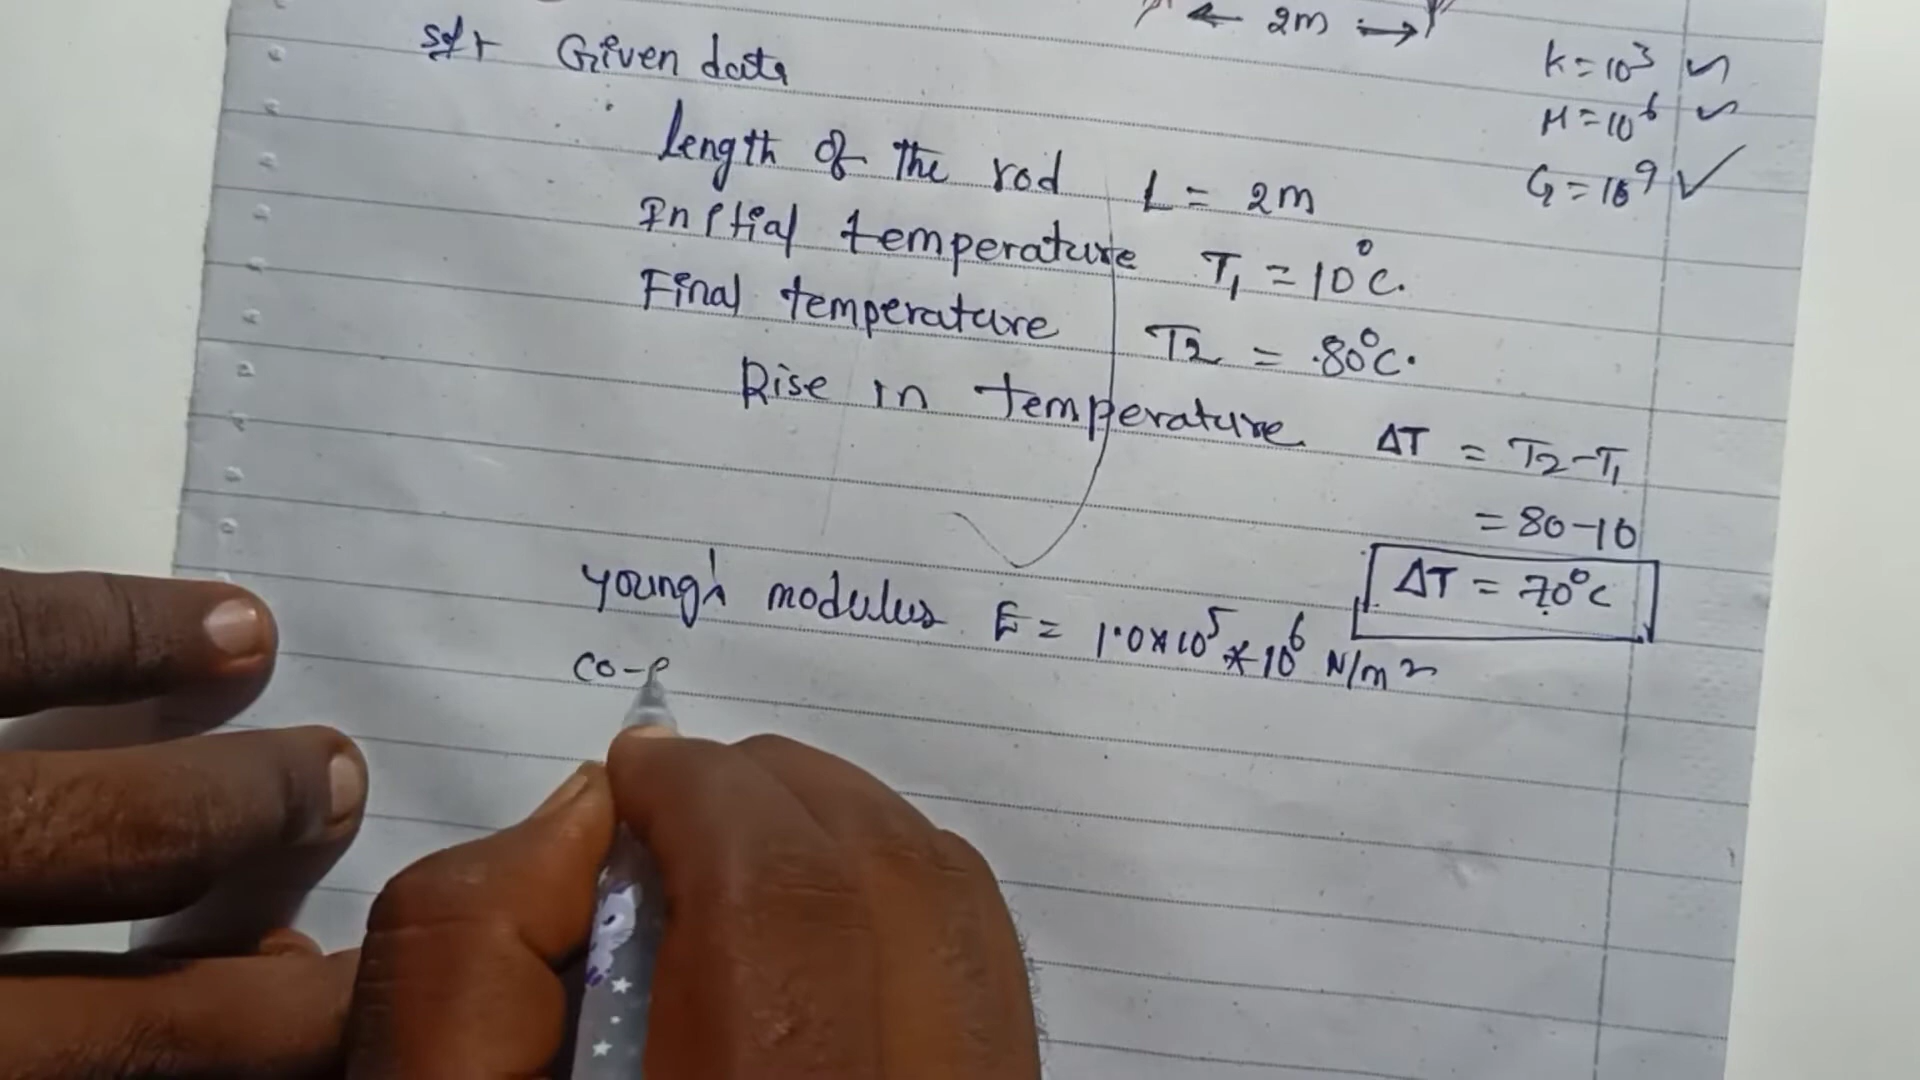 ← 2m →
K = 10³
M = 10⁶
G = 10⁹ ✓
Sol+ Given data
Length of the rod L = 2m
Initial temperature T₁ = 10°C.
Final temperature T2 = 80°C.
Rise in temperature ΔT = T2-T₁
= 80-10
ΔT = 70°C
Young's modulus E = 1.0×10⁵ × 10⁶ N/m²
Co-e